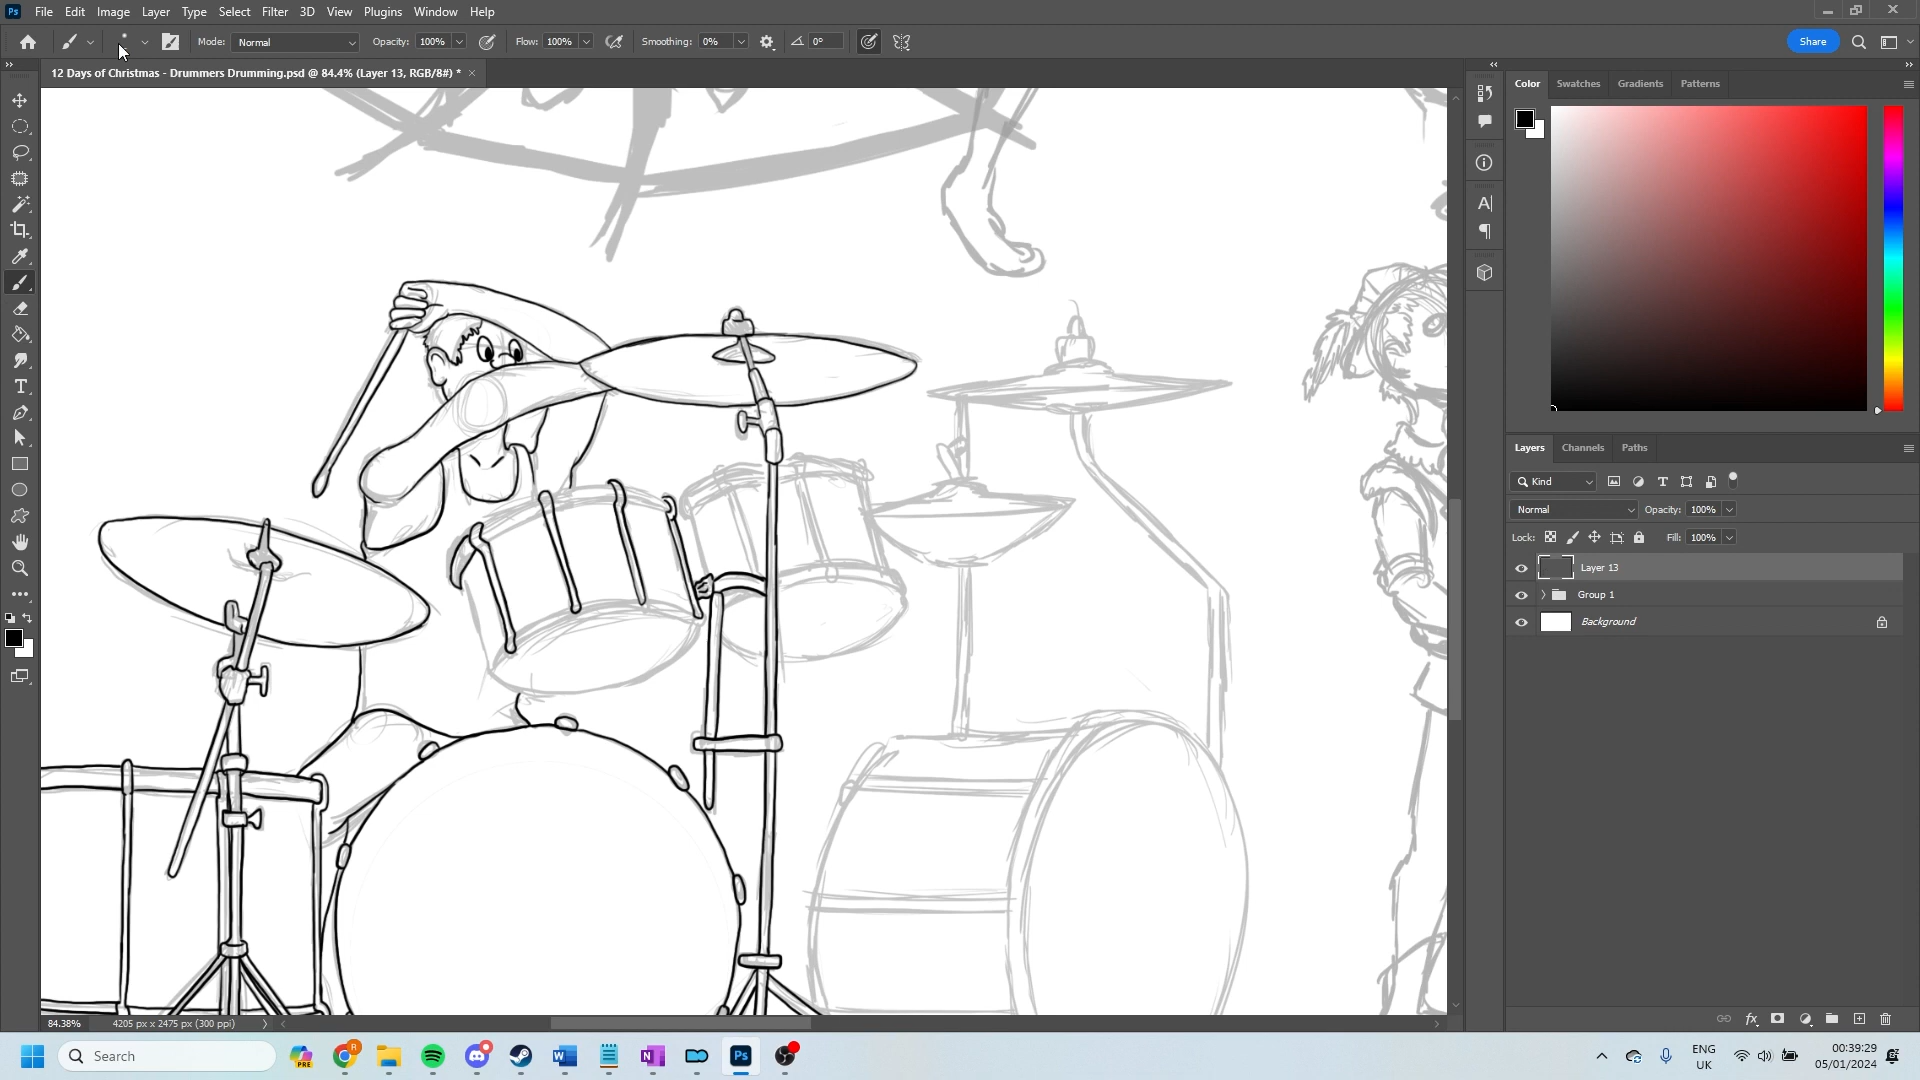 Ps File Edit Image Layer Type Select Filter 3D View Plugins Window Help
Mode: Normal Opacity: 100% Flow: 100% Smoothing: 0% 0° Share
12 Days of Christmas - Drummers Drumming.psd @ 84.4% (Layer 13, RGB/8#) *
Color Swatches Gradients Patterns
Layers Channels Paths
Kind
Normal Opacity: 100%
Lock: Fill: 100%
Layer 13
Group 1
Background
84.38% 4205 px x 2475 px (300 ppi)
Search
PRE
R
Ps
ENG
UK
00:39:29
05/01/2024